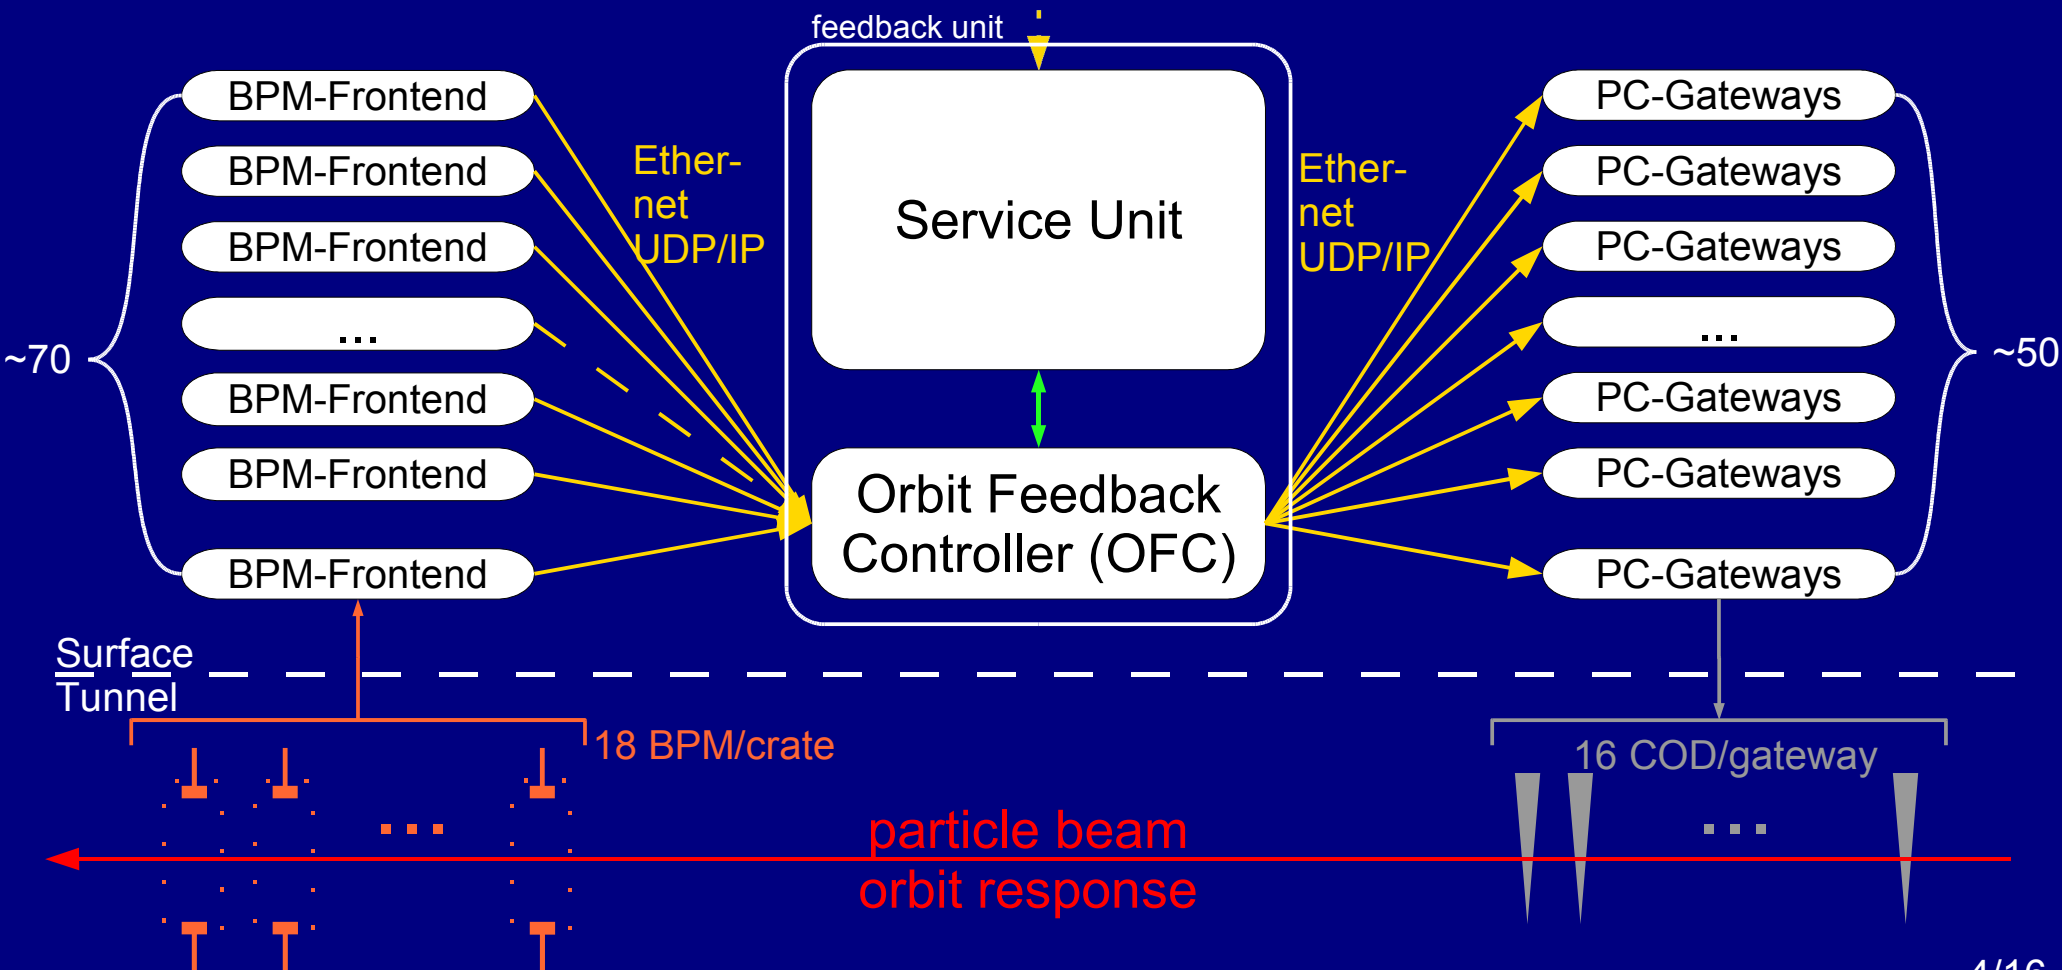 feedback unit
BPM-Frontend
BPM-Frontend
BPM-Frontend
...
BPM-Frontend
BPM-Frontend
BPM-Frontend
~70
Ether-
net
UDP/IP
Service Unit
Orbit Feedback
Controller (OFC)
Ether-
net
UDP/IP
PC-Gateways
PC-Gateways
PC-Gateways
...
PC-Gateways
PC-Gateways
PC-Gateways
~50
Surface
Tunnel
18 BPM/crate
...
16 COD/gateway
...
particle beam
orbit response
4/16